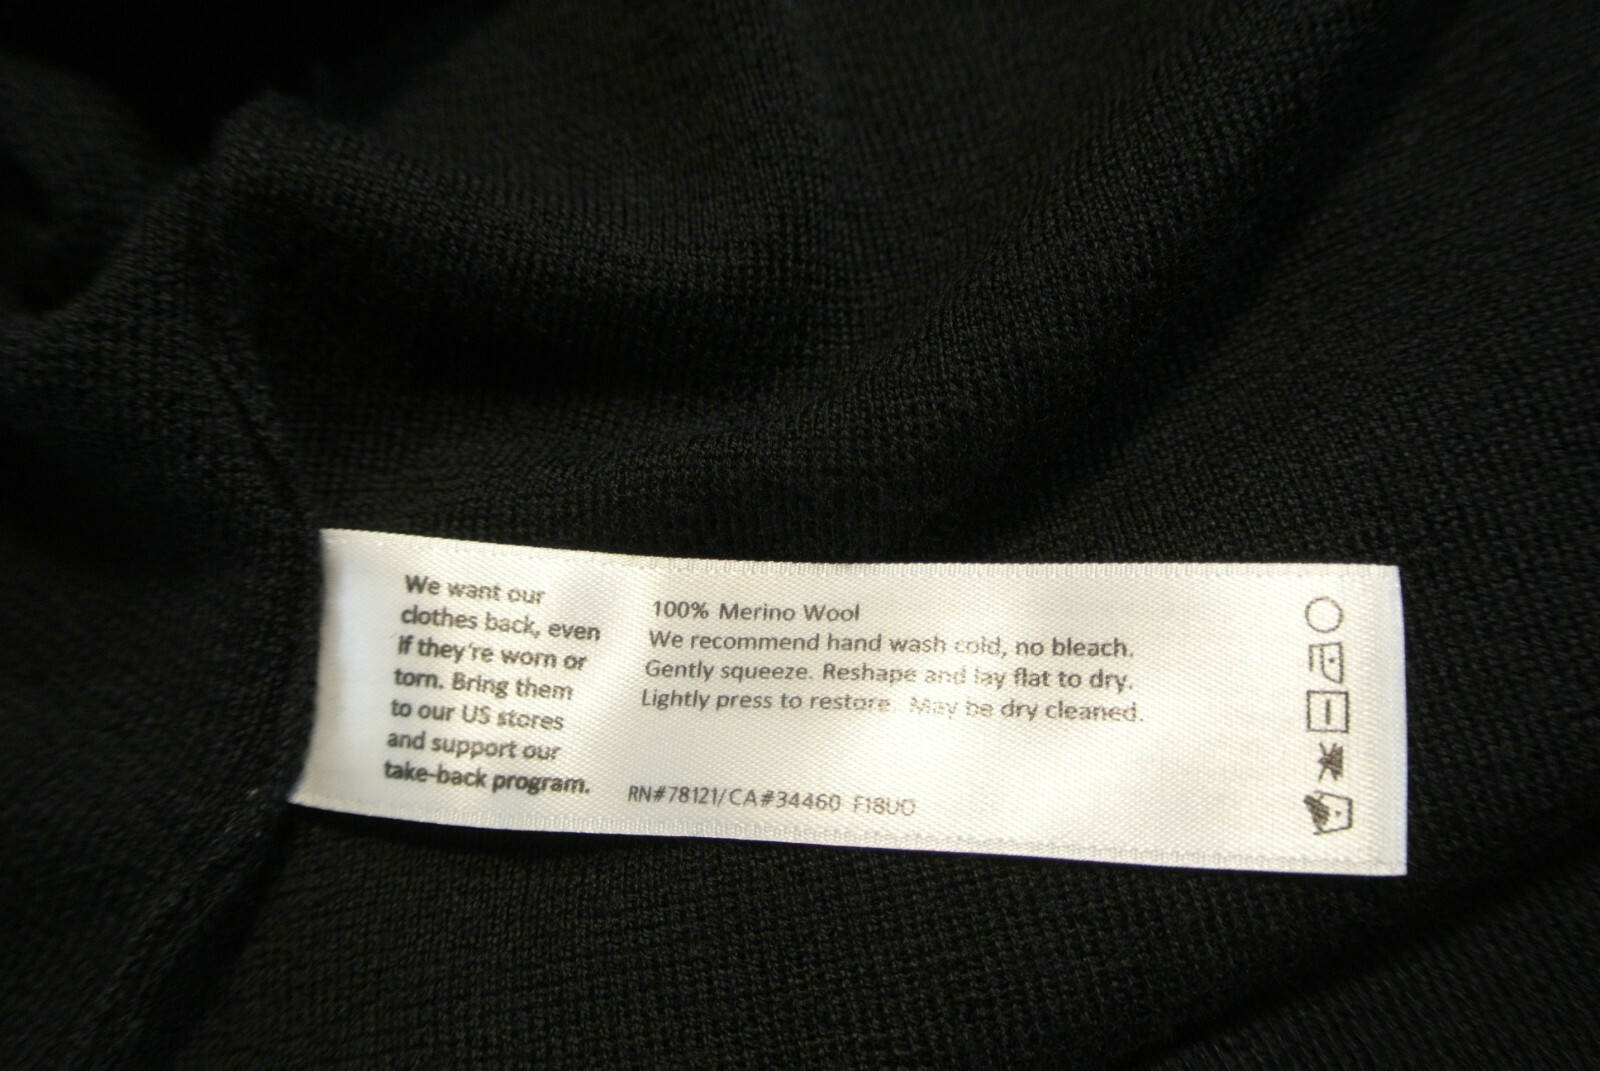 We want our
clothes back, even
if they're worn or
torn. Bring them
to our US stores
and support our
take-back program.
100% Merino Wool
We recommend hand wash cold, no bleach.
Gently squeeze. Reshape and lay flat to dry.
Lightly press to restore. May be dry cleaned.
RN#78121/CA#34460 F18UO